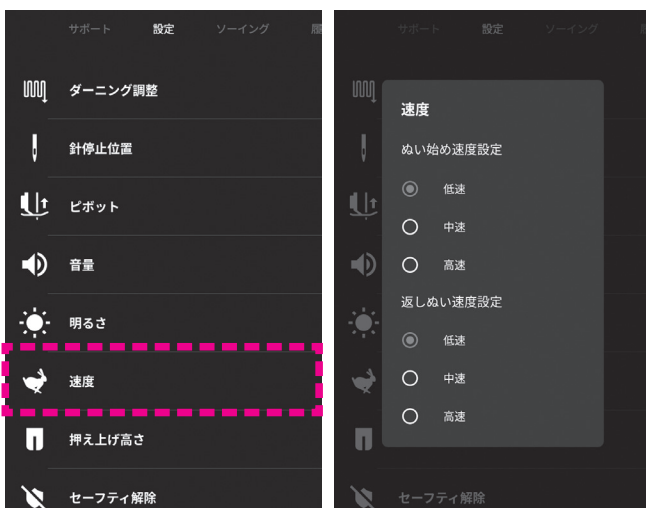 サポート 設定 ソーイング 履
ダーニング調整
針停止位置
ピボット
音量
明るさ
速度
押え上げ高さ
セーフティ解除
サポート 設定 ソーイング
速度
ぬい始め速度設定
低速
中速
高速
返しぬい速度設定
低速
中速
高速
セーフティ解除